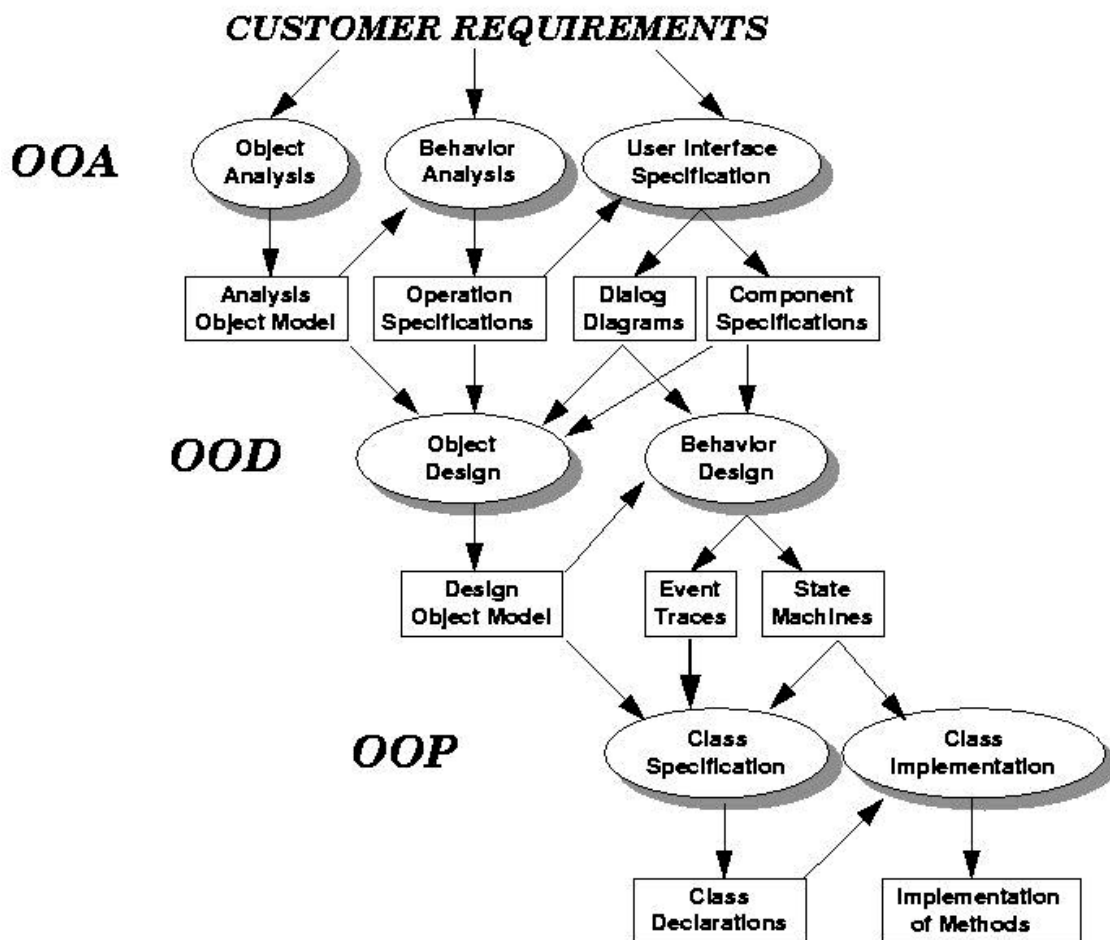 CUSTOMER REQUIREMENTS
OOA
Object
Analysis
Behavior
Analysis
User Interface
Specification
Analysis
Object Model
Operation
Specifications
Dialog
Diagrams
Component
Specifications
OOD
Object
Design
Behavior
Design
Design
Object Model
Event
Traces
State
Machines
OOP
Class
Specification
Class
Implementation
Class
Declarations
Implementation
of Methods